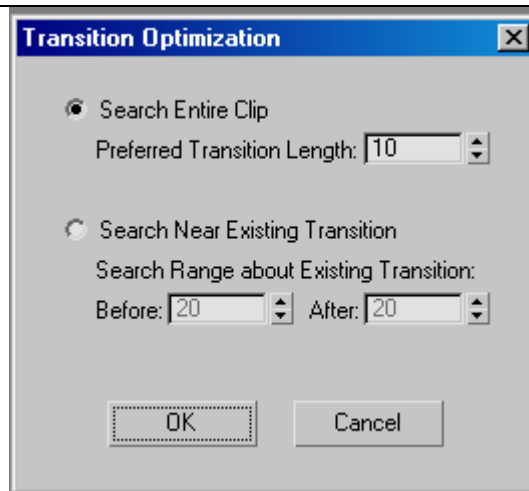 Transition Optimization
Search Entire Clip
Preferred Transition Length: 10
Search Near Existing Transition
Search Range about Existing Transition:
Before: 20 After: 20
OK Cancel